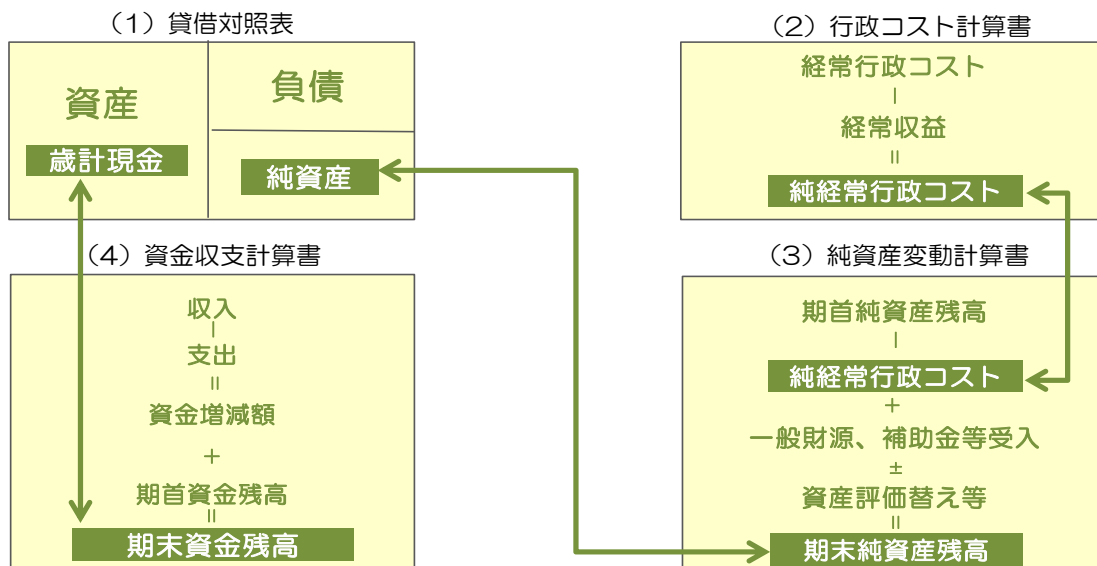 （1）貸借対照表
資産
歳計現金
負債
純資産
（2）行政コスト計算書
経常行政コスト
－
経常収益
＝
純経常行政コスト
（4）資金収支計算書
収入
－
支出
＝
資金増減額
＋
期首資金残高
＝
期末資金残高
（3）純資産変動計算書
期首純資産残高
－
純経常行政コスト
＋
一般財源、補助金等受入
±
資産評価替え等
＝
期末純資産残高